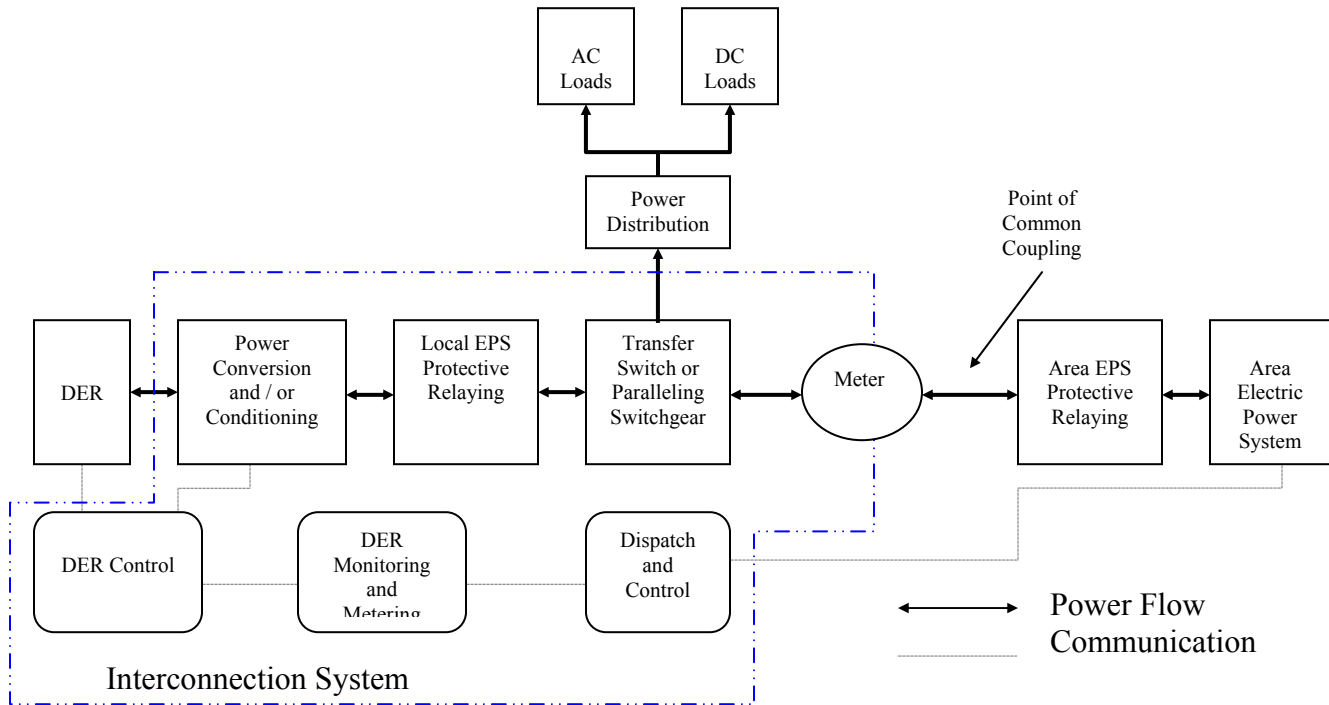 AC
Loads
DC
Loads
Power
Distribution
Point of
Common
Coupling
DER
Power
Conversion
and / or
Conditioning
Local EPS
Protective
Relaying
Transfer
Switch or
Paralleling
Switchgear
Meter
Area EPS
Protective
Relaying
Area
Electric
Power
System
DER Control
DER
Monitoring
and
Metering
Dispatch
and
Control
Power Flow
Communication
Interconnection System